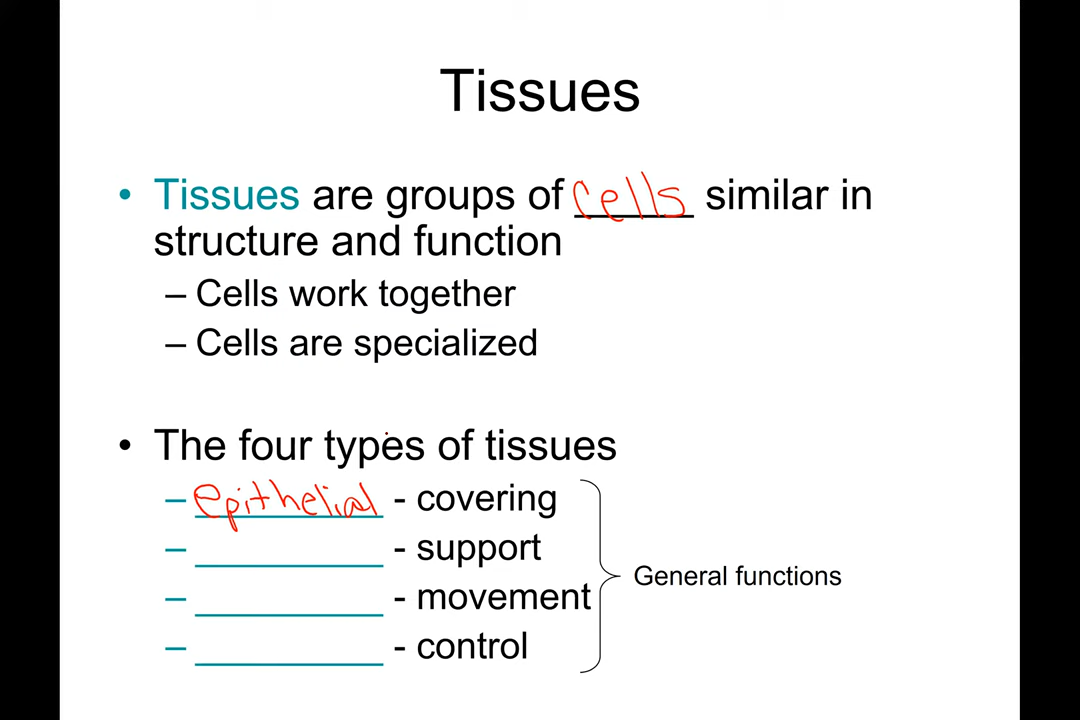 Tissues
• Tissues are groups of cells similar in
structure and function
– Cells work together
– Cells are specialized
• The four types of tissues
– epithelial - covering
– __________ - support
– __________ - movement
– __________ - control
General functions